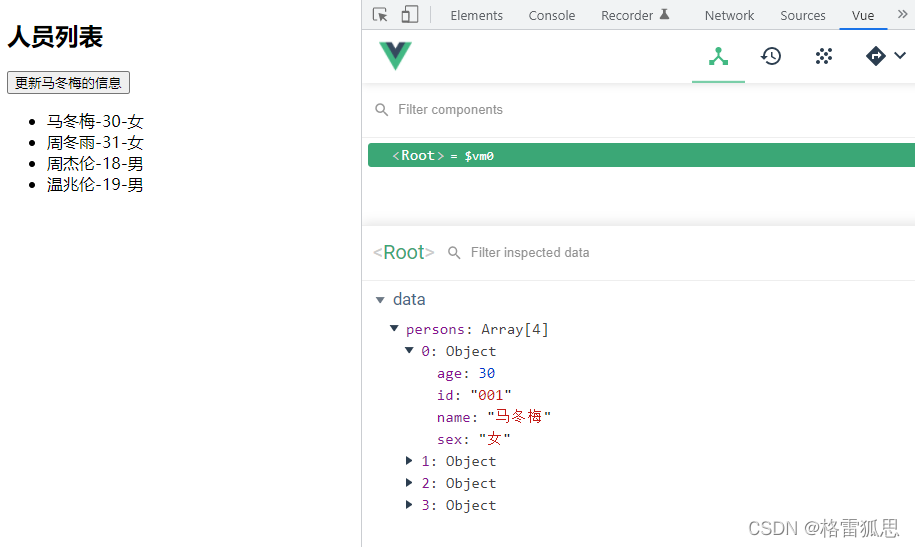 人员列表
更新马冬梅的信息
马冬梅-30-女
周冬雨-31-女
周杰伦-18-男
温兆伦-19-男
Elements Console Recorder Network Sources Vue »
Filter components
<Root> = $vm0
<Root> Filter inspected data
data
persons: Array[4]
0: Object
age: 30
id: "001"
name: "马冬梅"
sex: "女"
1: Object
2: Object
3: Object
CSDN @格雷狐思